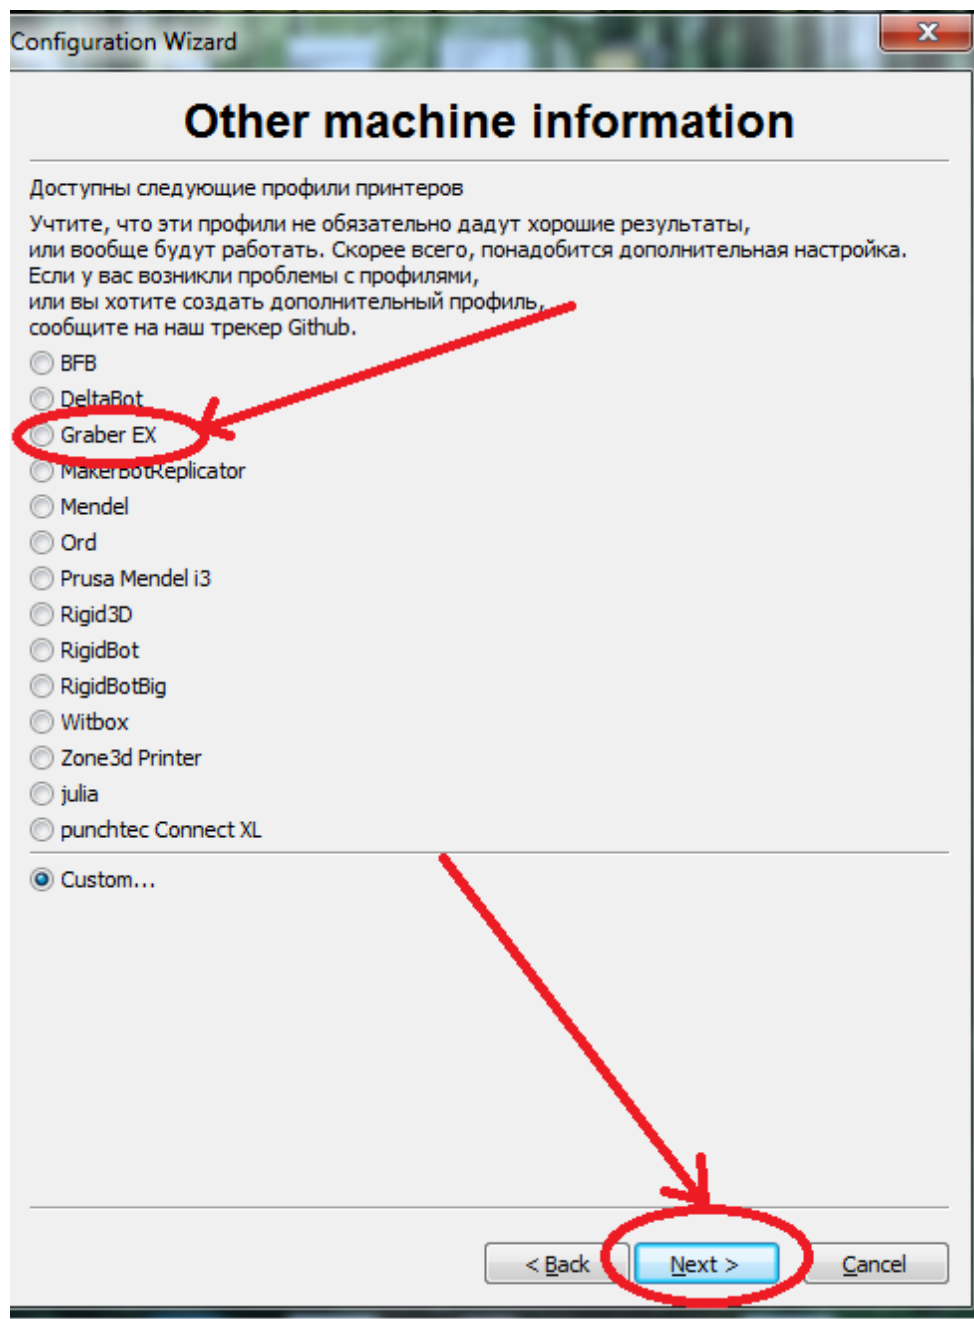 Configuration Wizard
Other machine information
Доступны следующие профили принтеров
Учтите, что эти профили не обязательно дадут хорошие результаты,
или вообще будут работать. Скорее всего, понадобится дополнительная настройка.
Если у вас возникли проблемы с профилями,
или вы хотите создать дополнительный профиль,
сообщите на наш трекер Github.
BFB
DeltaBot
Graber EX
MakerBotReplicator
Mendel
Ord
Prusa Mendel i3
Rigid3D
RigidBot
RigidBotBig
Witbox
Zone3d Printer
julia
punchtec Connect XL
Custom...
< Back Next > Cancel